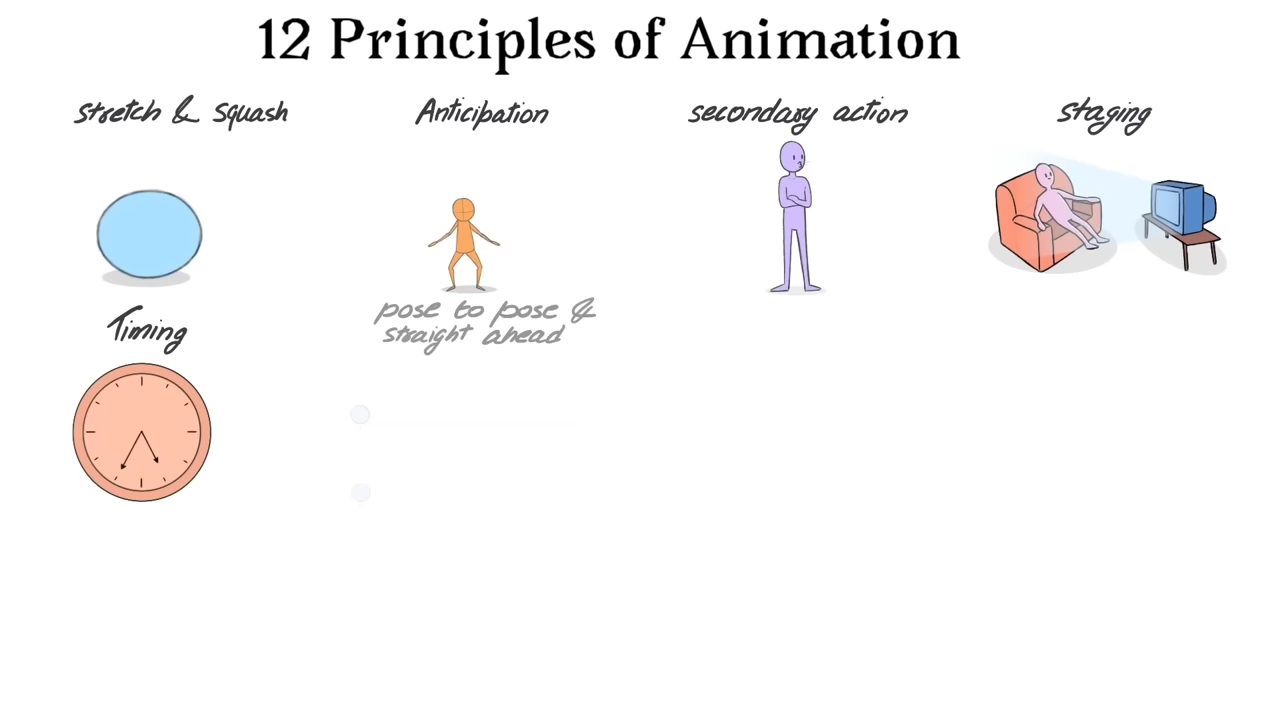 12 Principles of Animation
stretch & squash
Anticipation
secondary action
staging
Timing
pose to pose &
straight ahead